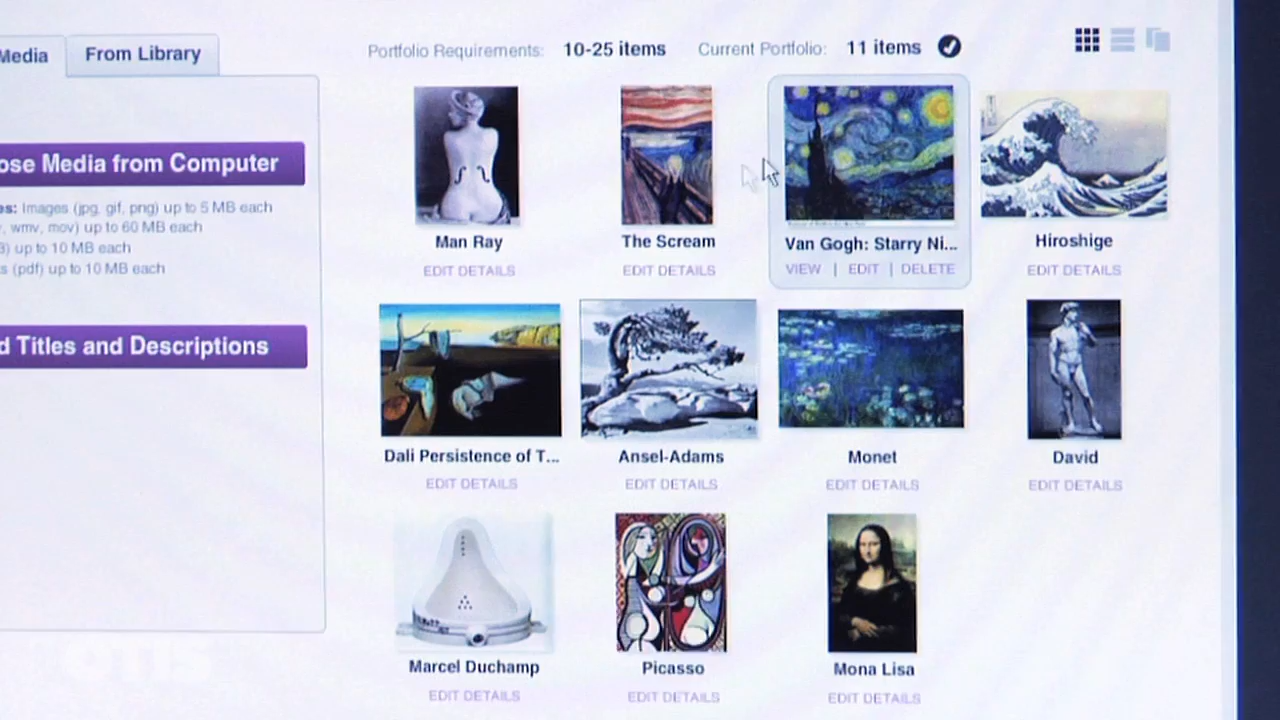 Media
From Library
Portfolio Requirements: 10-25 items Current Portfolio: 11 items
ose Media from Computer
es: Images (jpg, gif, png) up to 5 MB each
, wmv, mov) up to 60 MB each
3) up to 10 MB each
s (pdf) up to 10 MB each
d Titles and Descriptions
Man Ray
EDIT DETAILS
The Scream
EDIT DETAILS
Van Gogh: Starry Ni...
VIEW | EDIT | DELETE
Hiroshige
EDIT DETAILS
Dali Persistence of T...
EDIT DETAILS
Ansel-Adams
EDIT DETAILS
Monet
EDIT DETAILS
David
EDIT DETAILS
Marcel Duchamp
EDIT DETAILS
Picasso
EDIT DETAILS
Mona Lisa
EDIT DETAILS
OTIS